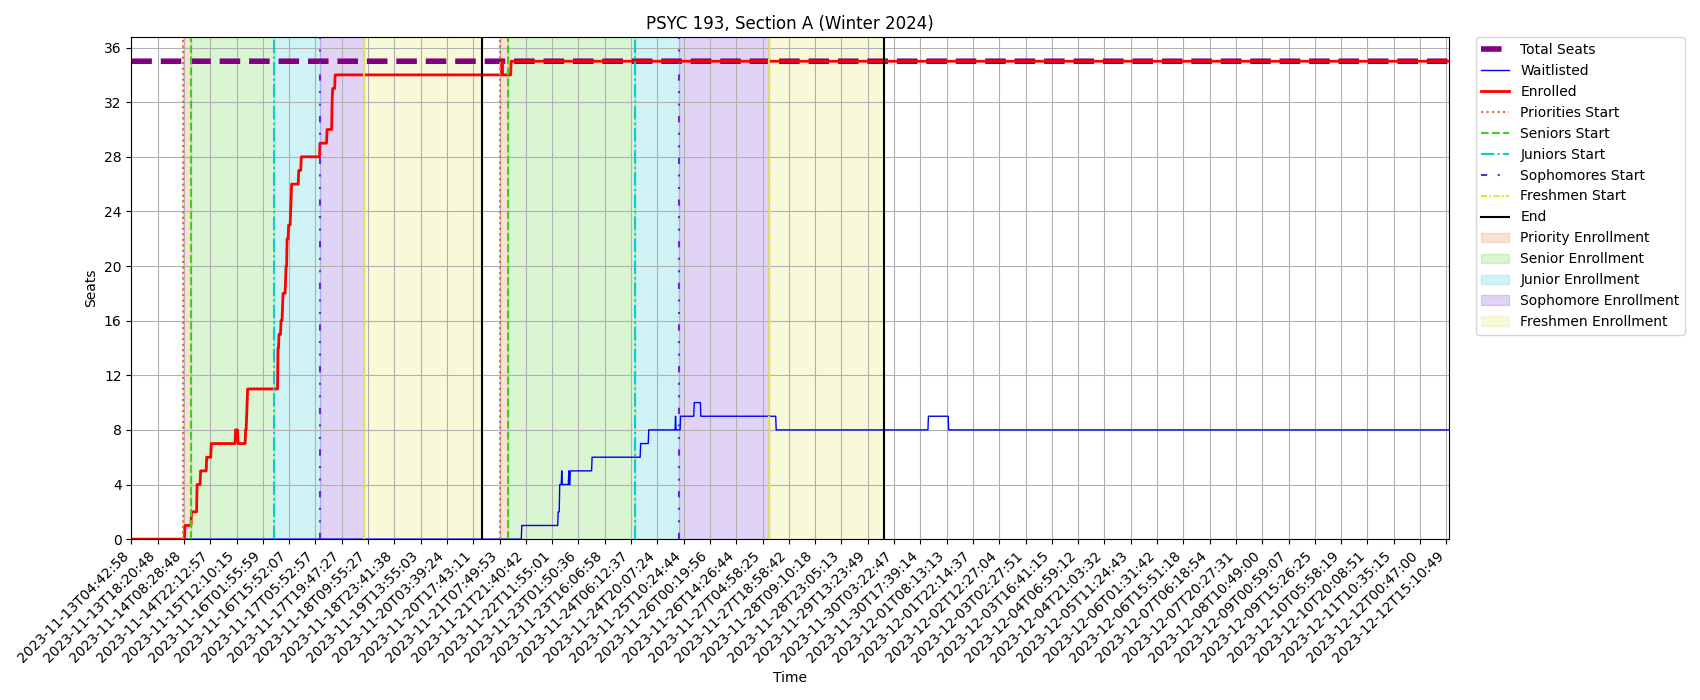 PSYC 193, Section A (Winter 2024)
Total Seats
Waitlisted
Enrolled
Priorities Start
Seniors Start
Juniors Start
Sophomores Start
Freshmen Start
End
Priority Enrollment
Senior Enrollment
Junior Enrollment
Sophomore Enrollment
Freshmen Enrollment
Seats
36
32
28
24
20
16
12
8
4
0
2023-11-13T04:42:58
2023-11-13T18:20:48
2023-11-14T08:28:48
2023-11-14T22:12:57
2023-11-15T12:10:15
2023-11-16T01:55:59
2023-11-16T15:52:07
2023-11-17T05:52:57
2023-11-17T19:47:27
2023-11-18T09:55:27
2023-11-18T23:41:38
2023-11-19T13:55:03
2023-11-20T03:39:24
2023-11-20T17:43:11
2023-11-21T07:49:53
2023-11-21T21:40:42
2023-11-22T11:55:01
2023-11-23T01:50:36
2023-11-23T16:06:58
2023-11-24T06:12:37
2023-11-24T20:07:24
2023-11-25T10:24:44
2023-11-26T00:19:56
2023-11-26T14:26:44
2023-11-27T04:58:25
2023-11-27T18:58:42
2023-11-28T09:10:18
2023-11-28T23:05:13
2023-11-29T13:23:49
2023-11-30T03:22:47
2023-11-30T17:39:14
2023-12-01T08:13:13
2023-12-01T22:14:37
2023-12-02T12:27:04
2023-12-03T02:27:51
2023-12-03T16:41:15
2023-12-04T06:59:12
2023-12-04T21:03:32
2023-12-05T11:24:43
2023-12-06T01:31:42
2023-12-06T15:51:18
2023-12-07T06:18:54
2023-12-07T20:27:31
2023-12-08T10:49:00
2023-12-09T00:59:07
2023-12-09T15:26:25
2023-12-10T05:58:19
2023-12-10T20:08:51
2023-12-11T10:35:15
2023-12-12T00:47:00
2023-12-12T15:10:49
Time